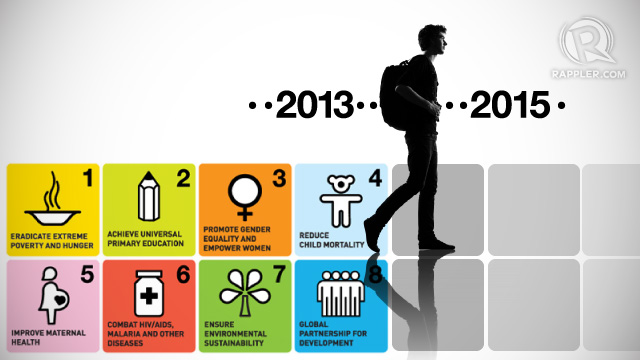 R
RAPPLER.COM
••2013•• ••2015•
1
ERADICATE EXTREME
POVERTY AND HUNGER
2
ACHIEVE UNIVERSAL
PRIMARY EDUCATION
3
PROMOTE GENDER
EQUALITY AND
EMPOWER WOMEN
4
REDUCE
CHILD MORTALITY
5
IMPROVE MATERNAL
HEALTH
6
COMBAT HIV/AIDS,
MALARIA AND OTHER
DISEASES
7
ENSURE
ENVIRONMENTAL
SUSTAINABILITY
8
GLOBAL
PARTNERSHIP FOR
DEVELOPMENT